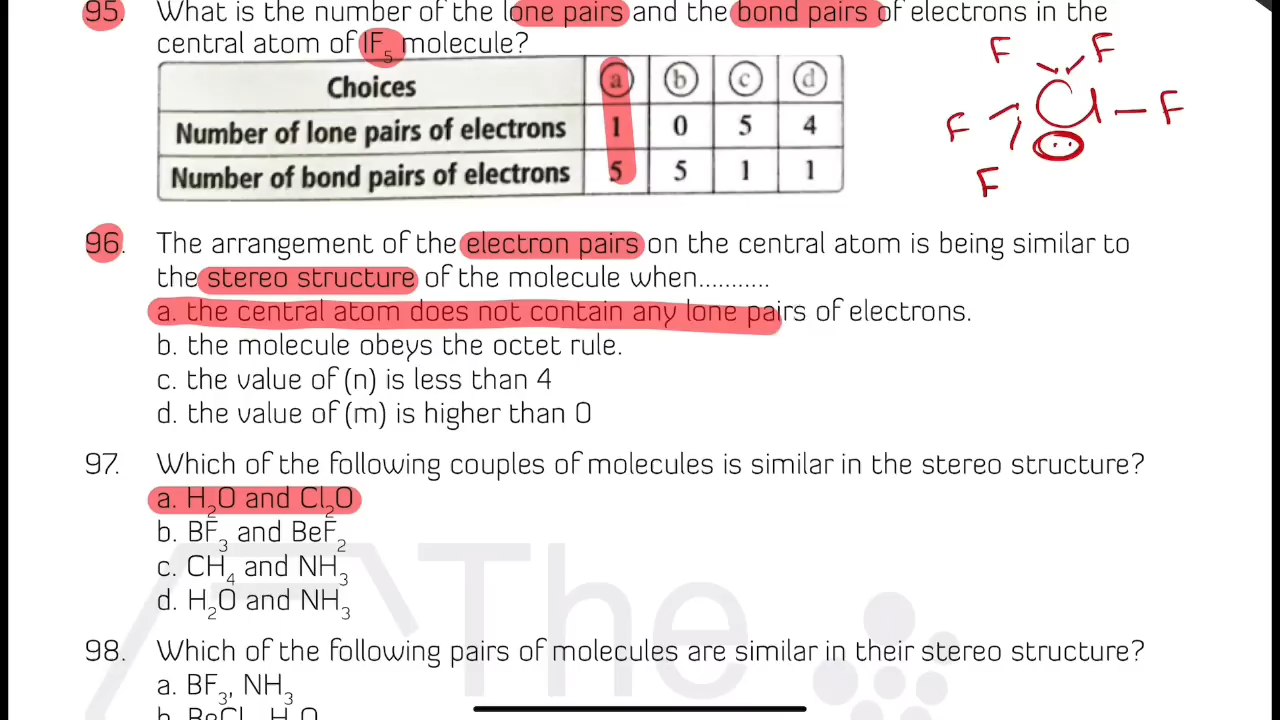 95. What is the number of the lone pairs and the bond pairs of electrons in the
central atom of IF5 molecule?
Choices a b c d
Number of lone pairs of electrons 1 0 5 4
Number of bond pairs of electrons 5 5 1 1
F F
F Cl F
F
96. The arrangement of the electron pairs on the central atom is being similar to
the stereo structure of the molecule when...........
a. the central atom does not contain any lone pairs of electrons.
b. the molecule obeys the octet rule.
c. the value of (n) is less than 4
d. the value of (m) is higher than 0
97. Which of the following couples of molecules is similar in the stereo structure?
a. H2O and Cl2O
b. BF3 and BeF2
c. CH4 and NH3
d. H2O and NH3
The
98. Which of the following pairs of molecules are similar in their stereo structure?
a. BF3, NH3
b. BeCl2, H2O